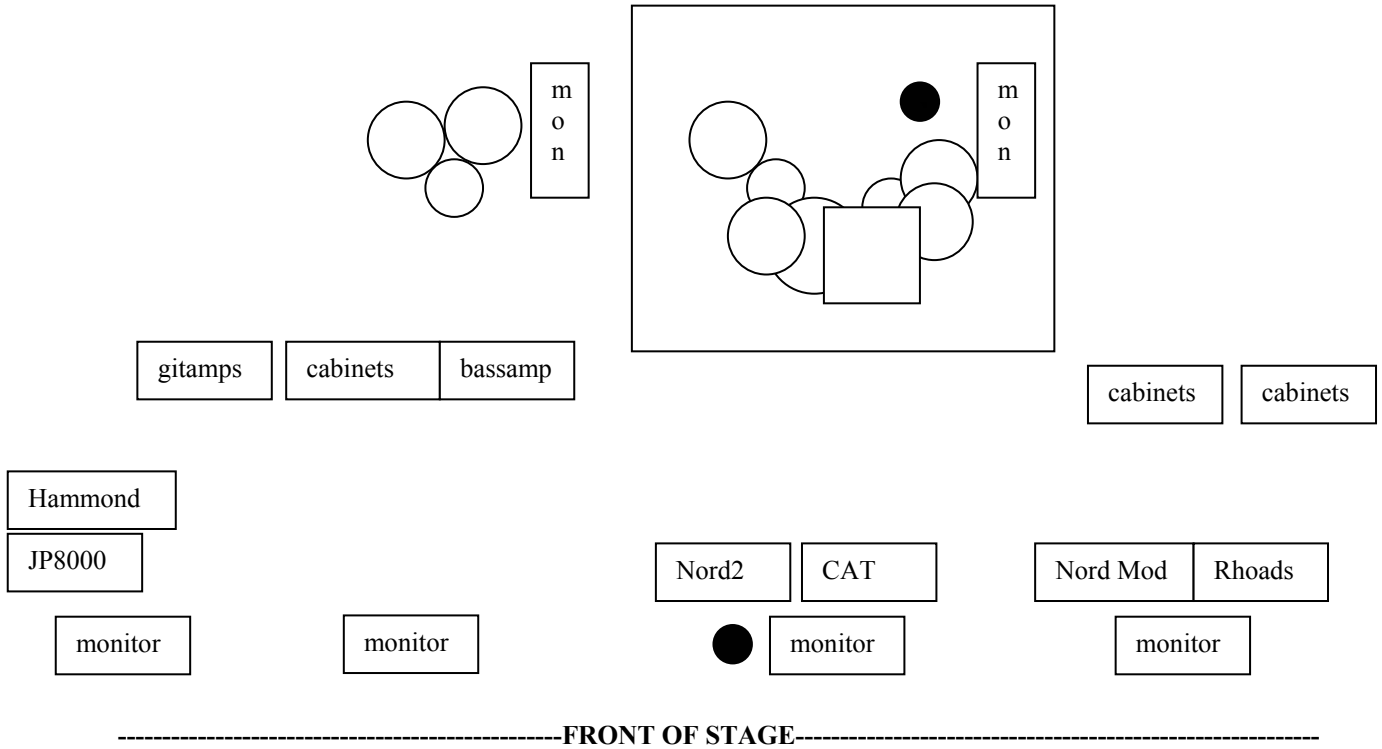 m
o
n
m
o
n
gitamps
cabinets
bassamp
cabinets
cabinets
Hammond
JP8000
Nord2
CAT
Nord Mod
Rhoads
monitor
monitor
monitor
monitor
FRONT OF STAGE